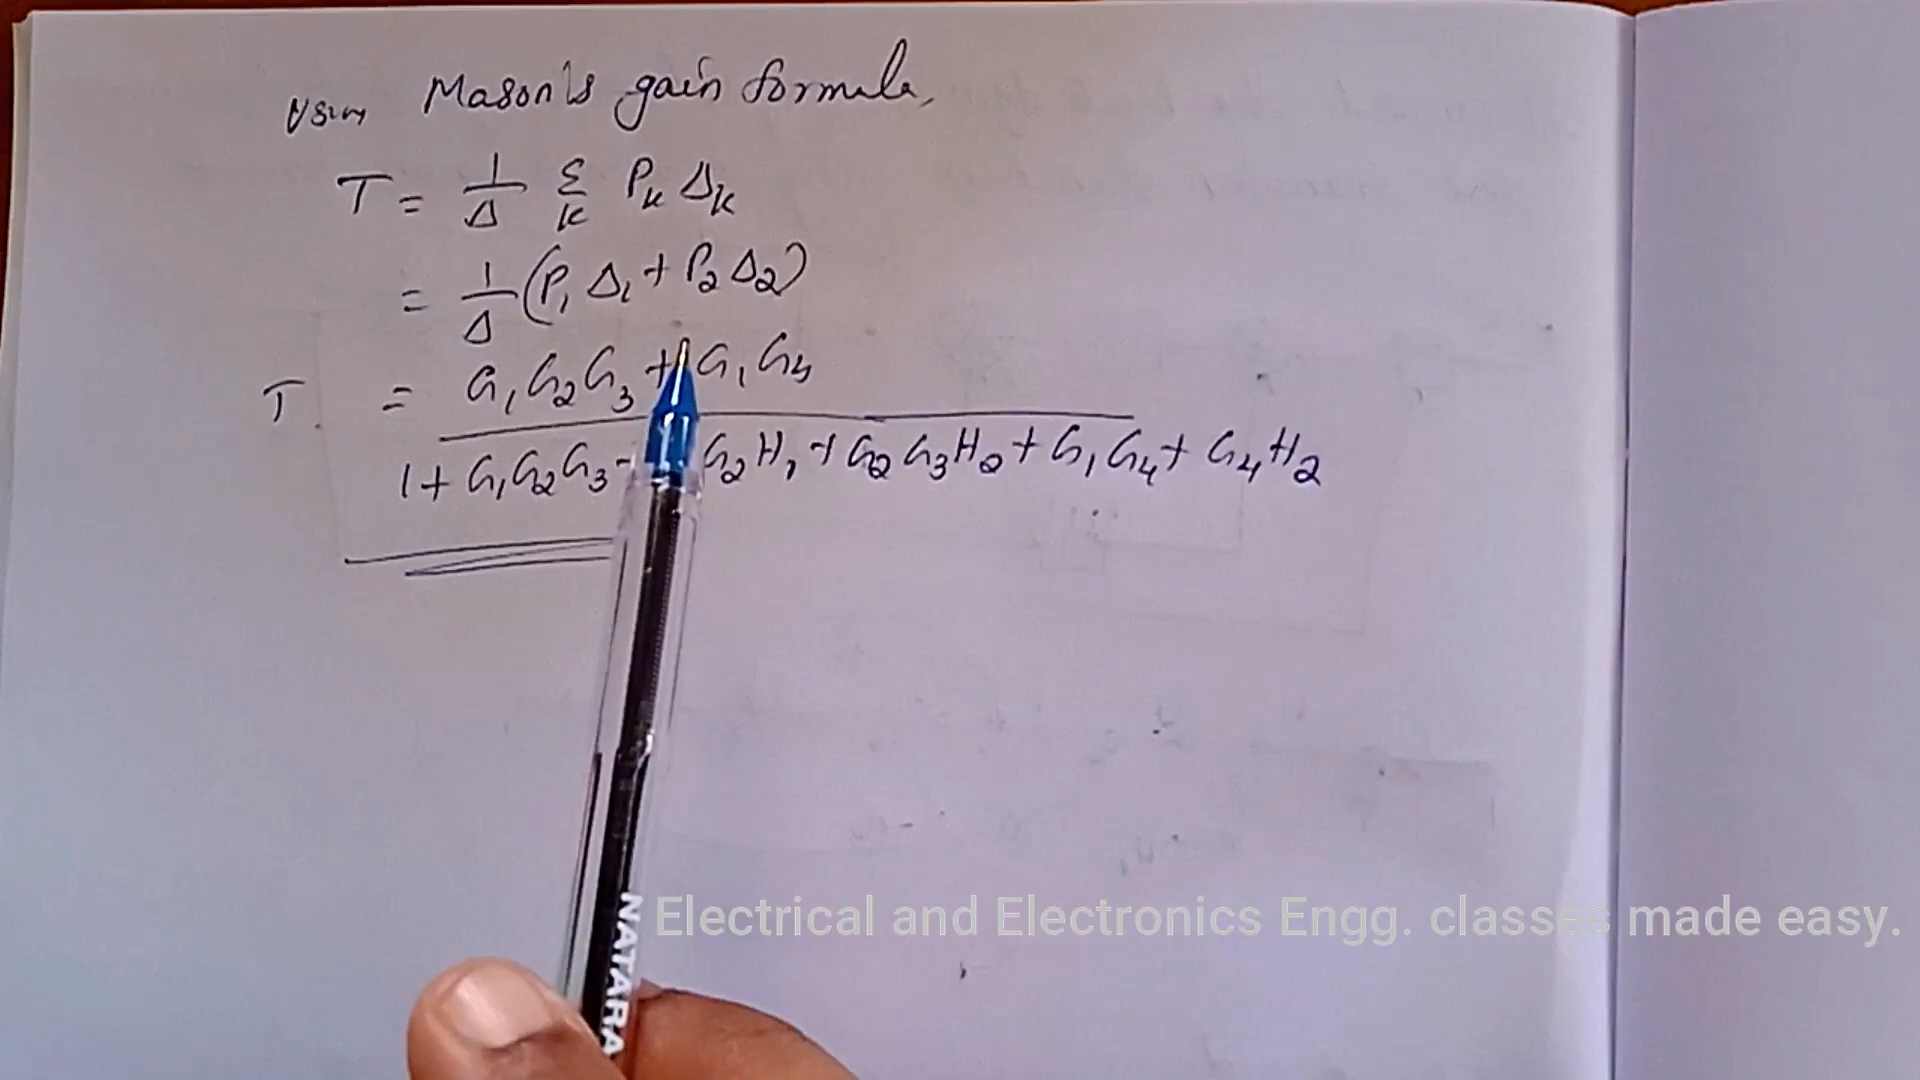 Using Mason's gain formula,
T = 1/Δ Σ_K P_K Δ_K
= 1/Δ (P₁ Δ₁ + P₂ Δ₂)
T = G₁G₂G₃ + G₁G₄
1 + G₁G₂G₃ G₂H₁ + G₂G₃H₂ + G₁G₄ + G₄H₂
NATARA
Electrical and Electronics Engg. classes made easy.